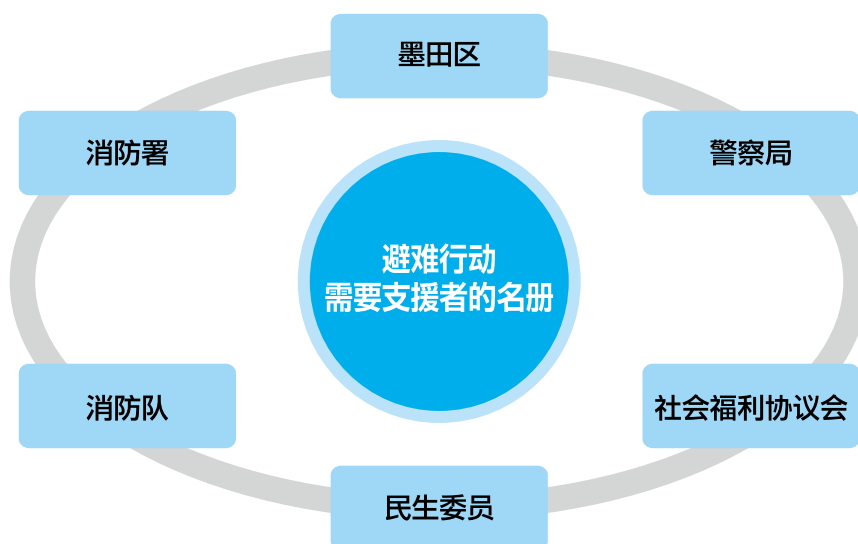 墨田区
消防署
警察局
避难行动
需要支援者的名册
消防队
社会福利协议会
民生委员